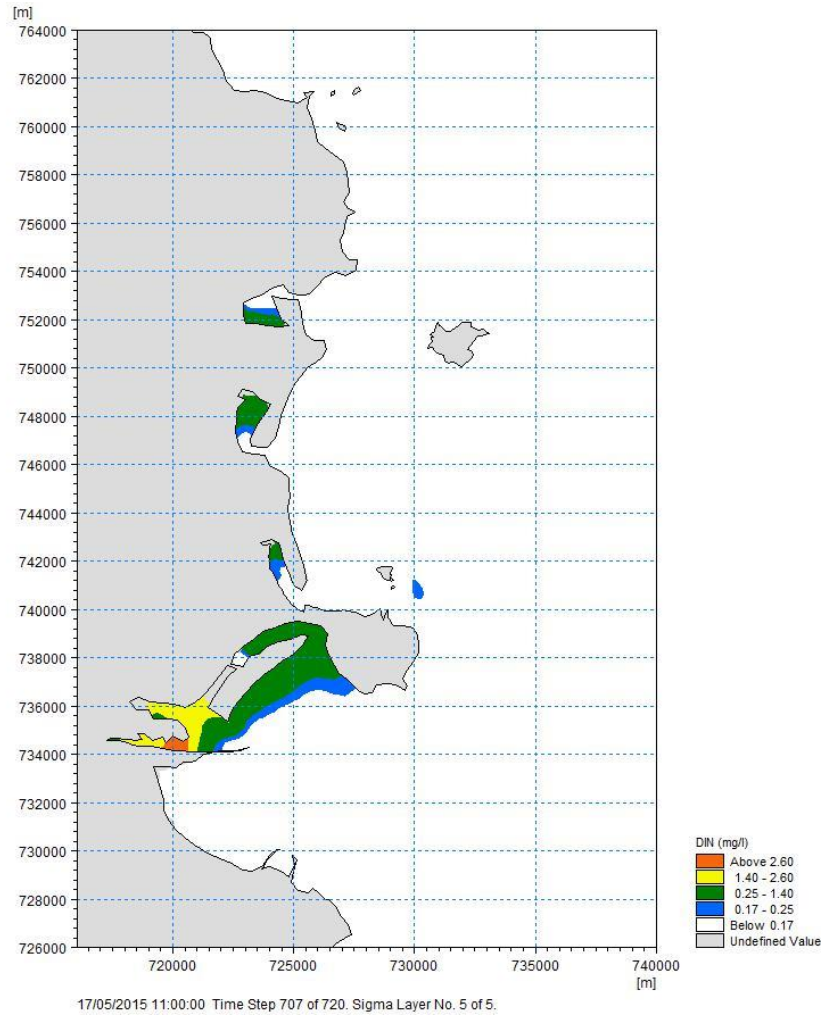 [m]
764000
762000
760000
758000
756000
754000
752000
750000
748000
746000
744000
742000
740000
738000
736000
734000
732000
730000
728000
726000
720000 725000 730000 735000 740000
[m]
DIN (mg/l)
Above 2.60
1.40 - 2.60
0.25 - 1.40
0.17 - 0.25
Below 0.17
Undefined Value
17/05/2015 11:00:00 Time Step 707 of 720. Sigma Layer No. 5 of 5.